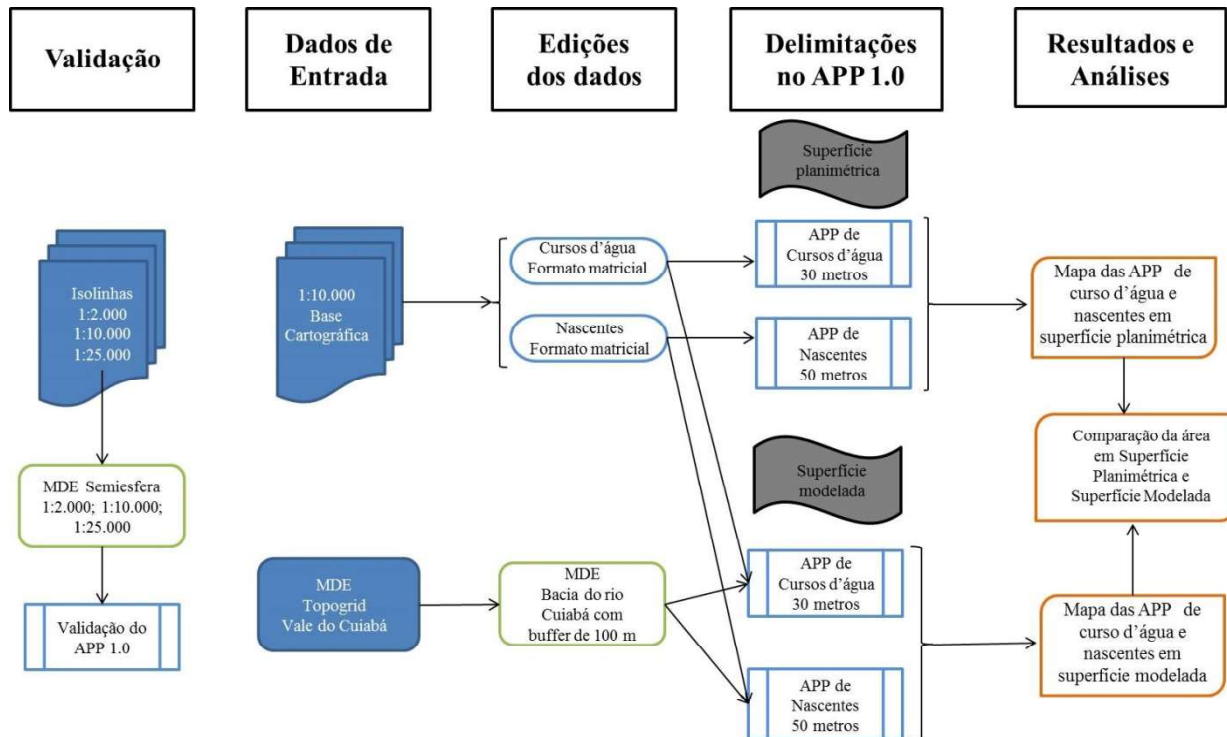 Validação
Dados de
Entrada
Edições
dos dados
Delimitações
no APP 1.0
Resultados e
Análises
Isolinhas
1:2.000
1:10.000
1:25.000
MDE Semiesfera
1:2.000; 1:10.000;
1:25.000
Validação do
APP 1.0
1:10.000
Base
Cartográfica
MDE
Topogrid
Vale do Cuiabá
Cursos d’água
Formato matricial
Nascentes
Formato matricial
MDE
Bacia do rio
Cuiabá com
buffer de 100 m
Superfície
planimétrica
APP de
Cursos d’água
30 metros
APP de
Nascentes
50 metros
Superfície
modelada
APP de
Cursos d’água
30 metros
APP de
Nascentes
50 metros
Mapa das APP de
curso d’água e
nascentes em
superfície planimétrica
Comparação da área
em Superfície
Planimétrica e
Superfície Modelada
Mapa das APP de
curso d’água e
nascentes em
superfície modelada